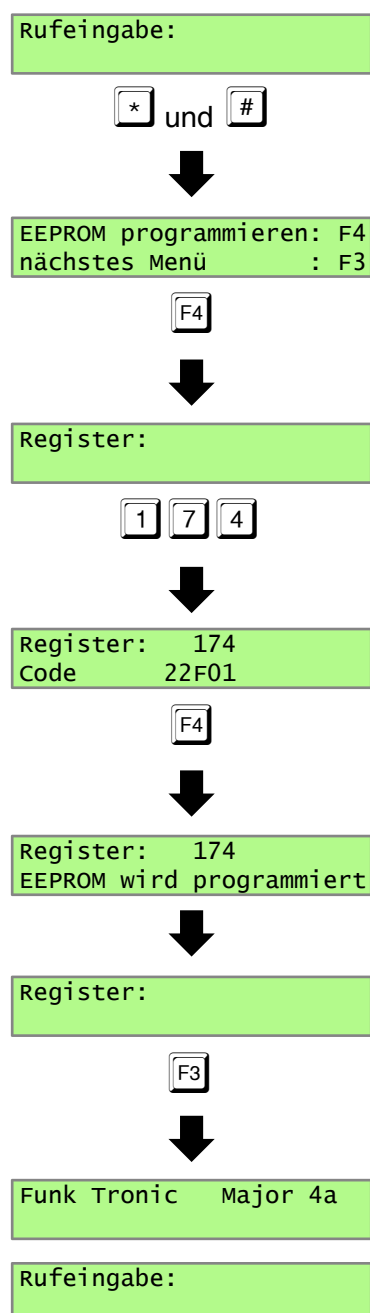 Rufeingabe:
* und #
EEPROM programmieren: F4
nächstes Menü : F3
F4
Register:
1 7 4
Register: 174
Code 22F01
F4
Register: 174
EEPROM wird programmiert
Register:
F3
Funk Tronic Major 4a
Rufeingabe: